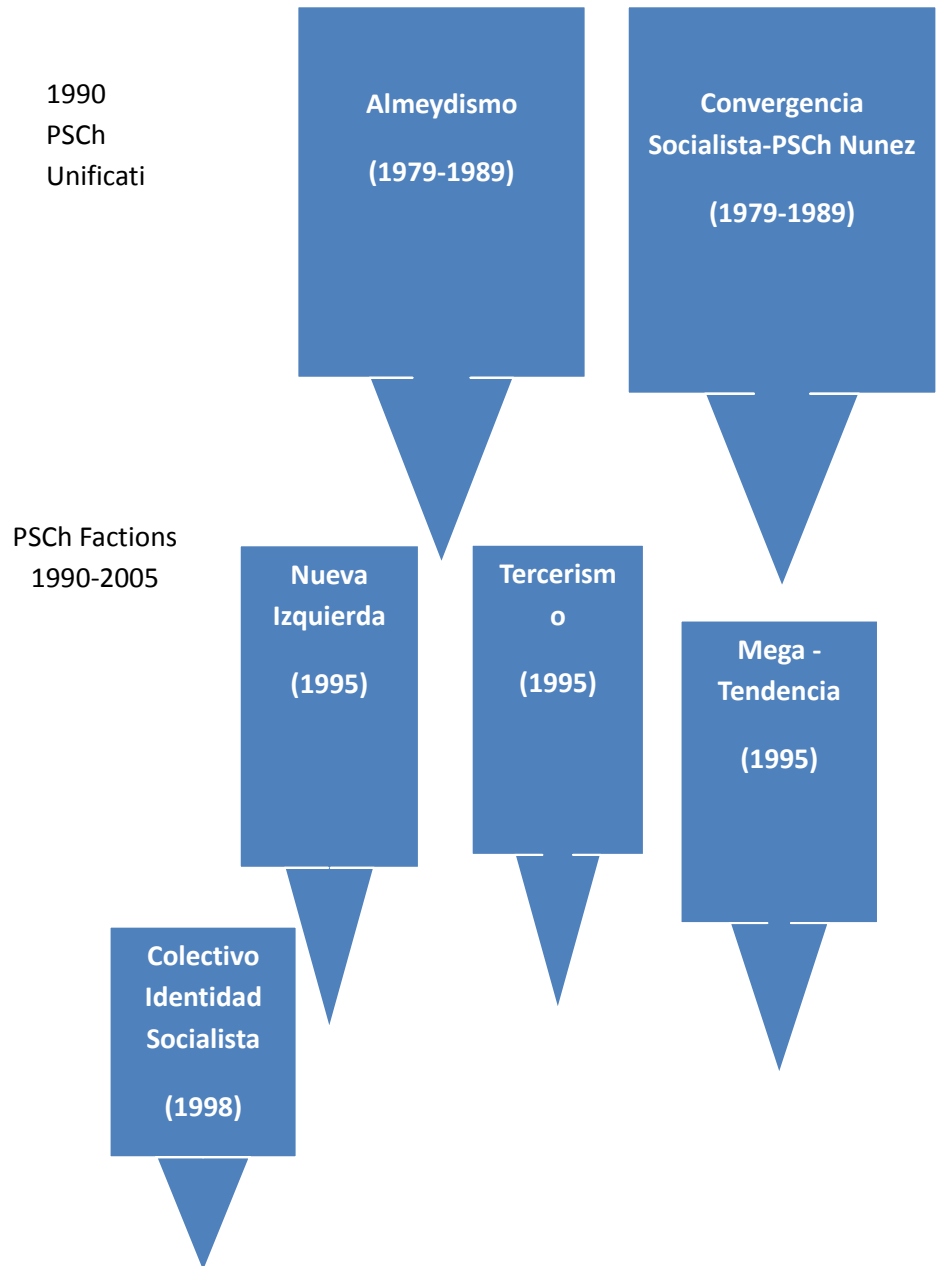 1990
PSCh
Unificati
Almeydismo
(1979-1989)
Convergencia
Socialista-PSCh Nunez
(1979-1989)
PSCh Factions
1990-2005
Nueva
Izquierda
(1995)
Tercerism
o
(1995)
Mega -
Tendencia
(1995)
Colectivo
Identidad
Socialista
(1998)